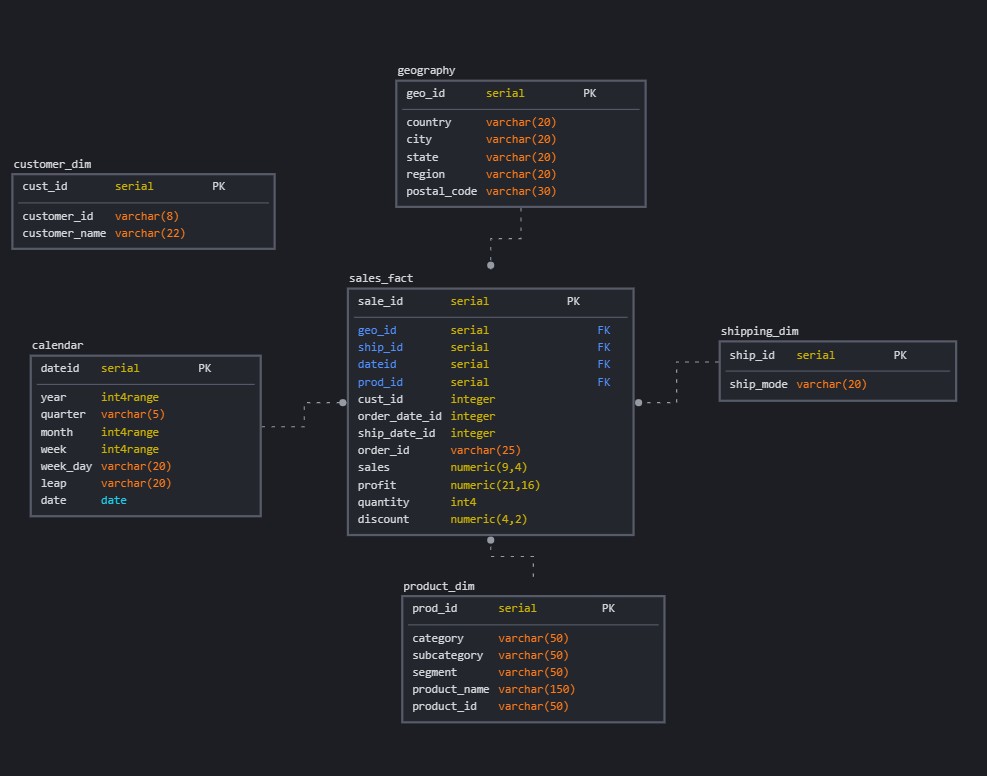 geography
geo_id serial PK
country varchar(20)
city varchar(20)
state varchar(20)
region varchar(20)
postal_code varchar(30)
customer_dim
cust_id serial PK
customer_id varchar(8)
customer_name varchar(22)
sales_fact
sale_id serial PK
geo_id serial FK
ship_id serial FK
dateid serial FK
prod_id serial FK
cust_id integer
order_date_id integer
ship_date_id integer
order_id varchar(25)
sales numeric(9,4)
profit numeric(21,16)
quantity int4
discount numeric(4,2)
calendar
dateid serial PK
year int4range
quarter varchar(5)
month int4range
week int4range
week_day varchar(20)
leap varchar(20)
date date
shipping_dim
ship_id serial PK
ship_mode varchar(20)
product_dim
prod_id serial PK
category varchar(50)
subcategory varchar(50)
segment varchar(50)
product_name varchar(150)
product_id varchar(50)